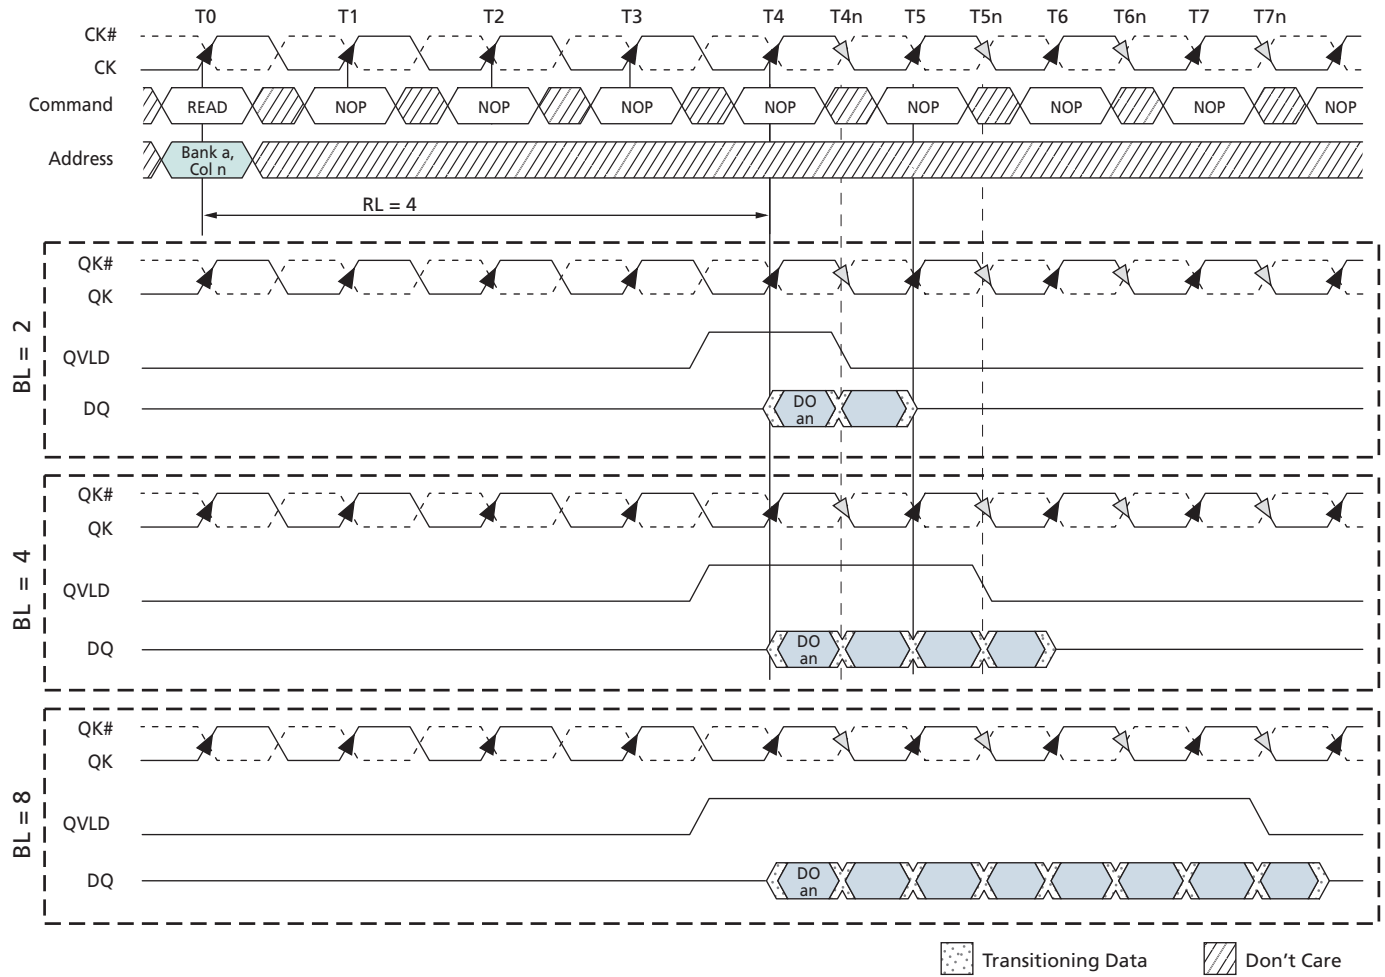 T0 T1 T2 T3 T4 T4n T5 T5n T6 T6n T7 T7n
CK#
CK
Command READ NOP NOP NOP NOP NOP NOP NOP NOP
Address Bank a,
Col n
RL = 4
BL = 2
QK#
QK
QVLD
DQ DO
an
BL = 4
QK#
QK
QVLD
DQ DO
an
BL = 8
QK#
QK
QVLD
DQ DO
an
Transitioning Data Don't Care